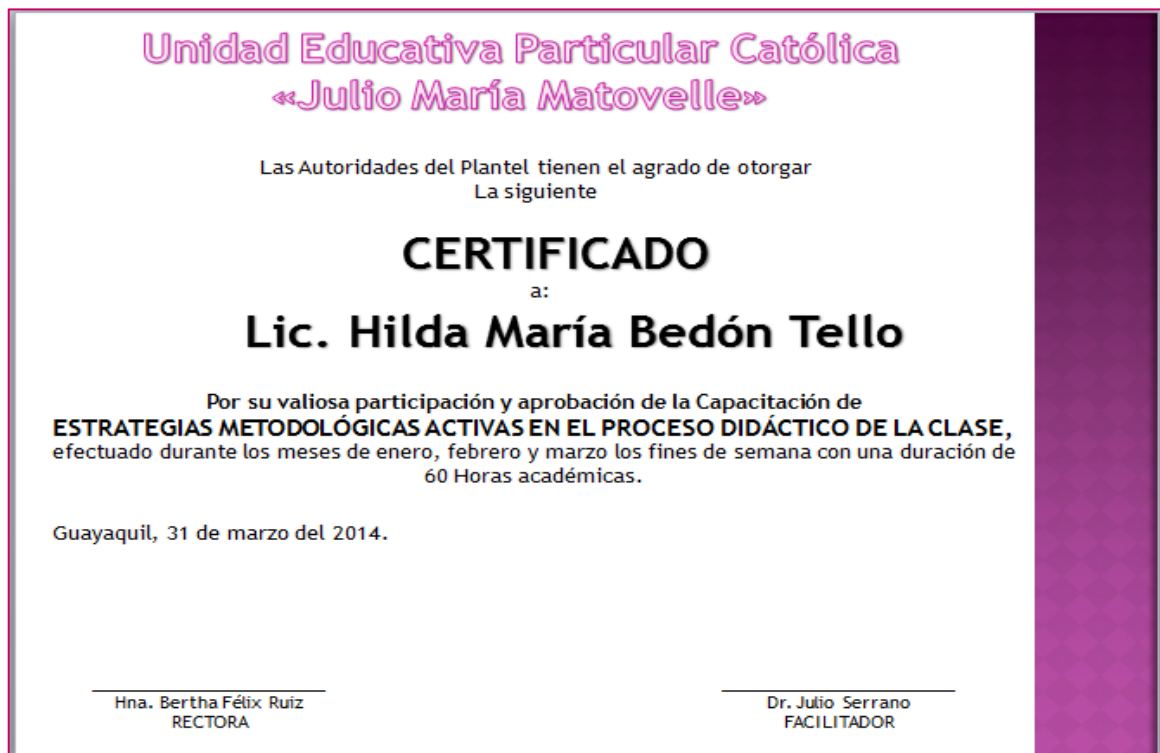 Unidad Educativa Particular Católica
«Julio María Matovelle»
Las Autoridades del Plantel tienen el agrado de otorgar
La siguiente
CERTIFICADO
a:
Lic. Hilda María Bedón Tello
Por su valiosa participación y aprobación de la Capacitación de
ESTRATEGIAS METODOLÓGICAS ACTIVAS EN EL PROCESO DIDÁCTICO DE LA CLASE,
efectuado durante los meses de enero, febrero y marzo los fines de semana con una duración de
60 Horas académicas.
Guayaquil, 31 de marzo del 2014.
Hna. Bertha Félix Ruiz
RECTORA
Dr. Julio Serrano
FACILITADOR